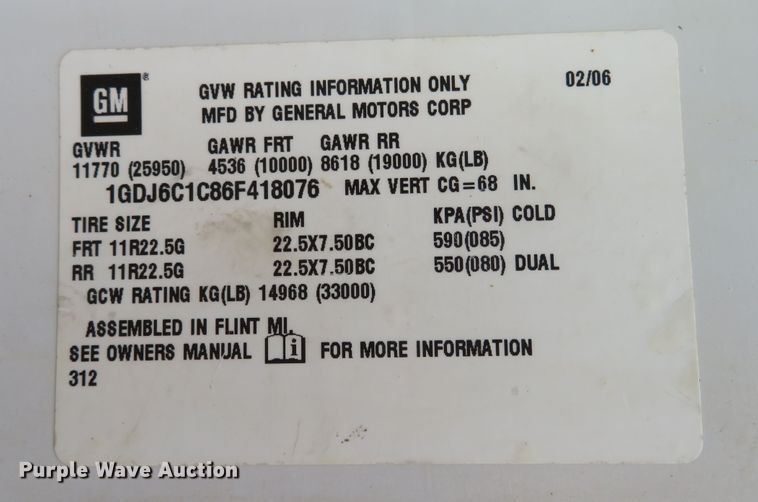 GM ®
GVW RATING INFORMATION ONLY 02/06
MFD BY GENERAL MOTORS CORP
GVWR GAWR FRT GAWR RR
11770 (25950) 4536 (10000) 8618 (19000) KG(LB)
1GDJ6C1C86F418076 MAX VERT CG=68 IN.
TIRE SIZE RIM KPA(PSI) COLD
FRT 11R22.5G 22.5X7.50BC 590(085)
RR 11R22.5G 22.5X7.50BC 550(080) DUAL
GCW RATING KG(LB) 14968 (33000)
ASSEMBLED IN FLINT MI.
SEE OWNERS MANUAL i FOR MORE INFORMATION
312
Purple Wave Auction